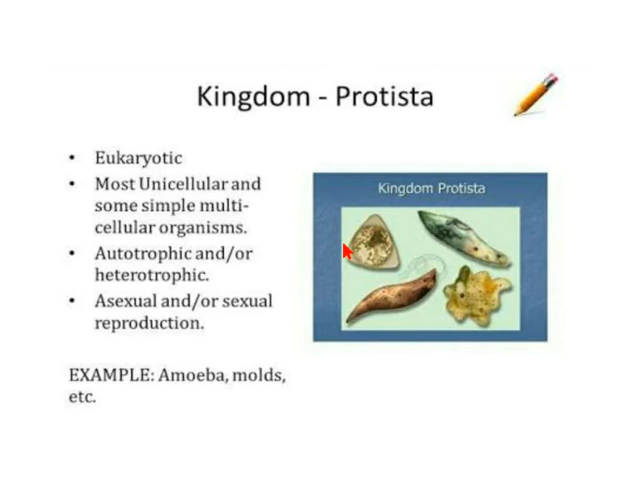 Kingdom - Protista
• Eukaryotic
• Most Unicellular and
some simple multi-
cellular organisms.
• Autotrophic and/or
heterotrophic.
• Asexual and/or sexual
reproduction.
EXAMPLE: Amoeba, molds,
etc.
Kingdom Protista